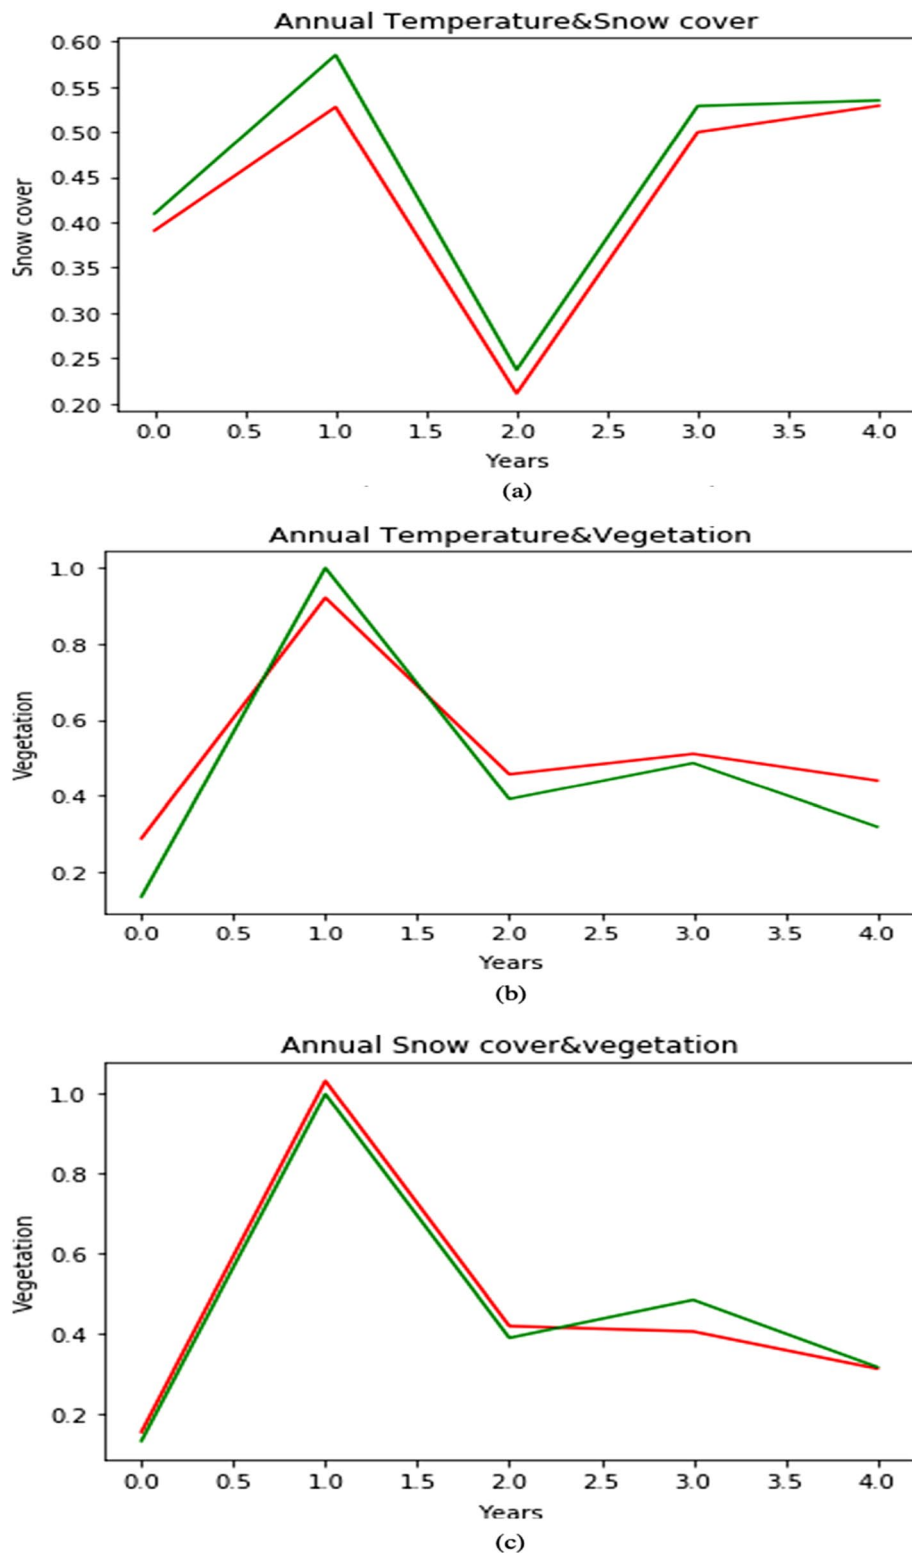 Annual Temperature&Snow cover
0.60
0.55
0.50
0.45
0.40
0.35
0.30
0.25
0.20
Snow cover
0.0 0.5 1.0 1.5 2.0 2.5 3.0 3.5 4.0
Years
(a)
Annual Temperature&Vegetation
1.0
0.8
0.6
0.4
0.2
Vegetation
0.0 0.5 1.0 1.5 2.0 2.5 3.0 3.5 4.0
Years
(b)
Annual Snow cover&vegetation
1.0
0.8
0.6
0.4
0.2
Vegetation
0.0 0.5 1.0 1.5 2.0 2.5 3.0 3.5 4.0
Years
(c)